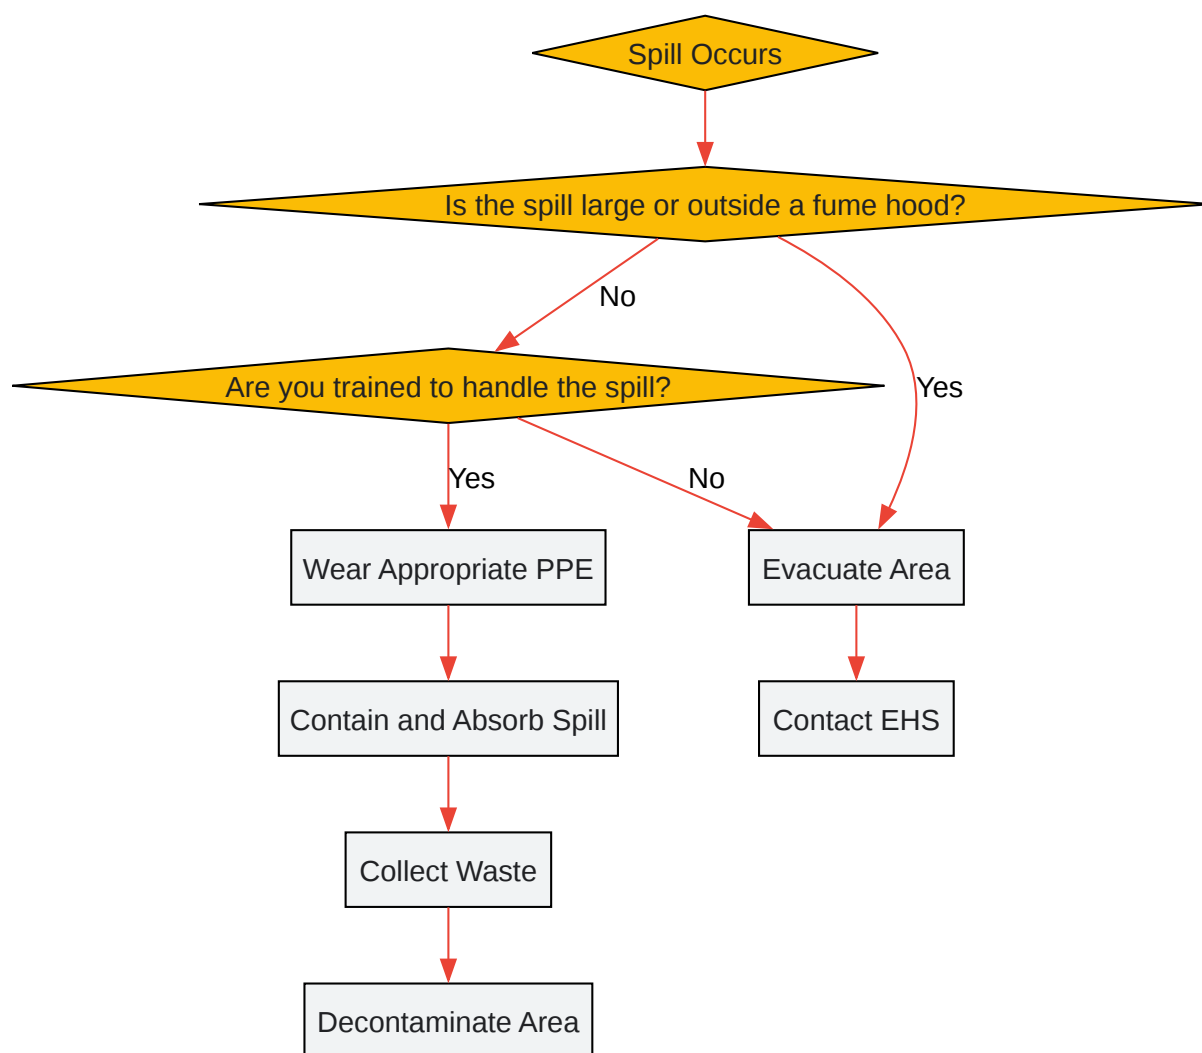 Spill Occurs
Is the spill large or outside a fume hood?
No
Are you trained to handle the spill?
Yes
Yes
No
Wear Appropriate PPE
Evacuate Area
Contain and Absorb Spill
Contact EHS
Collect Waste
Decontaminate Area